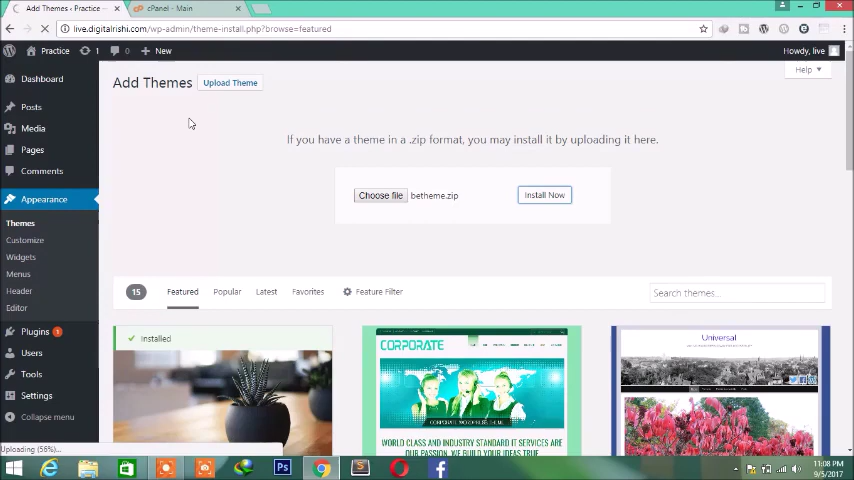 Add Themes ‹ Practice —
cPanel - Main
live.digitalrishi.com/wp-admin/theme-install.php?browse=featured
Practice
1
0
New
Howdy, live
Help
Dashboard
Posts
Media
Pages
Comments
Appearance
Themes
Customize
Widgets
Menus
Header
Editor
Plugins 1
Users
Tools
Settings
Collapse menu
Add Themes
Upload Theme
If you have a theme in a .zip format, you may install it by uploading it here.
Choose file betheme.zip
Install Now
15
Featured
Popular
Latest
Favorites
Feature Filter
Search themes...
Installed
CORPORATE
CORPORATE WORDPRESS THEME
WORLD CLASS AND INDUSTRY STANDARD IT SERVICES ARE
OUR PASSION. WE BUILD YOUR IDEAS TRUE
Universal
Uploading (56%)...
Ps
11:08 PM
9/5/2017